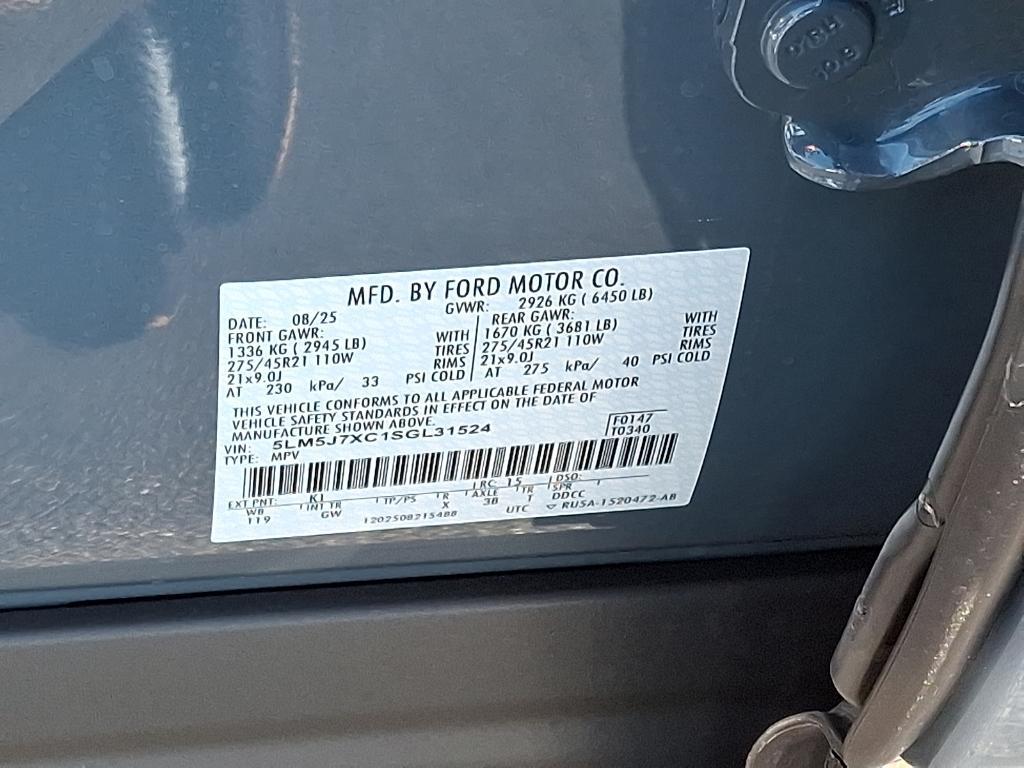 MFD. BY FORD MOTOR CO.
DATE: 08/25 GVWR: 2926 KG ( 6450 LB)
FRONT GAWR: REAR GAWR:
1336 KG ( 2945 LB) WITH 1670 KG ( 3681 LB) WITH
275/45R21 110W TIRES 275/45R21 110W TIRES
21x9.0J RIMS 21x9.0J RIMS
AT 230 kPa/ 33 PSI COLD AT 275 kPa/ 40 PSI COLD
THIS VEHICLE CONFORMS TO ALL APPLICABLE FEDERAL MOTOR
VEHICLE SAFETY STANDARDS IN EFFECT ON THE DATE OF
MANUFACTURE SHOWN ABOVE.
VIN: 5LM5J7XC1SGL31524 F0147
TYPE: MPV T0340
EXT PNT: K1 RC: 15 DSO:
WB INT TR TP/PS R AXLE TR SPR
119 GW X 3B T DDCC
1202508215488 UTC ▽ RU5A-1520472-AB
10.9